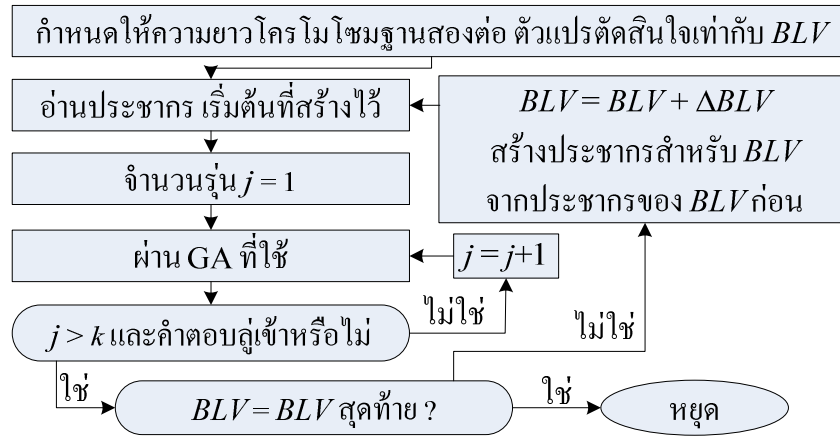 กำหนดให้ความยาวโครโมโซมฐานสองต่อ ตัวแปรตัดสินใจเท่ากับ BLV
อ่านประชากร เริ่มต้นที่สร้างไว้
BLV = BLV + ΔBLV
สร้างประชากรสำหรับ BLV
จากประชากรของ BLV ก่อน
จำนวนรุ่น j = 1
ผ่าน GA ที่ใช้
j = j+1
j > k และคำตอบลู่เข้าหรือไม่
ไม่ใช่
ไม่ใช่
ใช่
BLV = BLV สุดท้าย ?
ใช่
หยุด